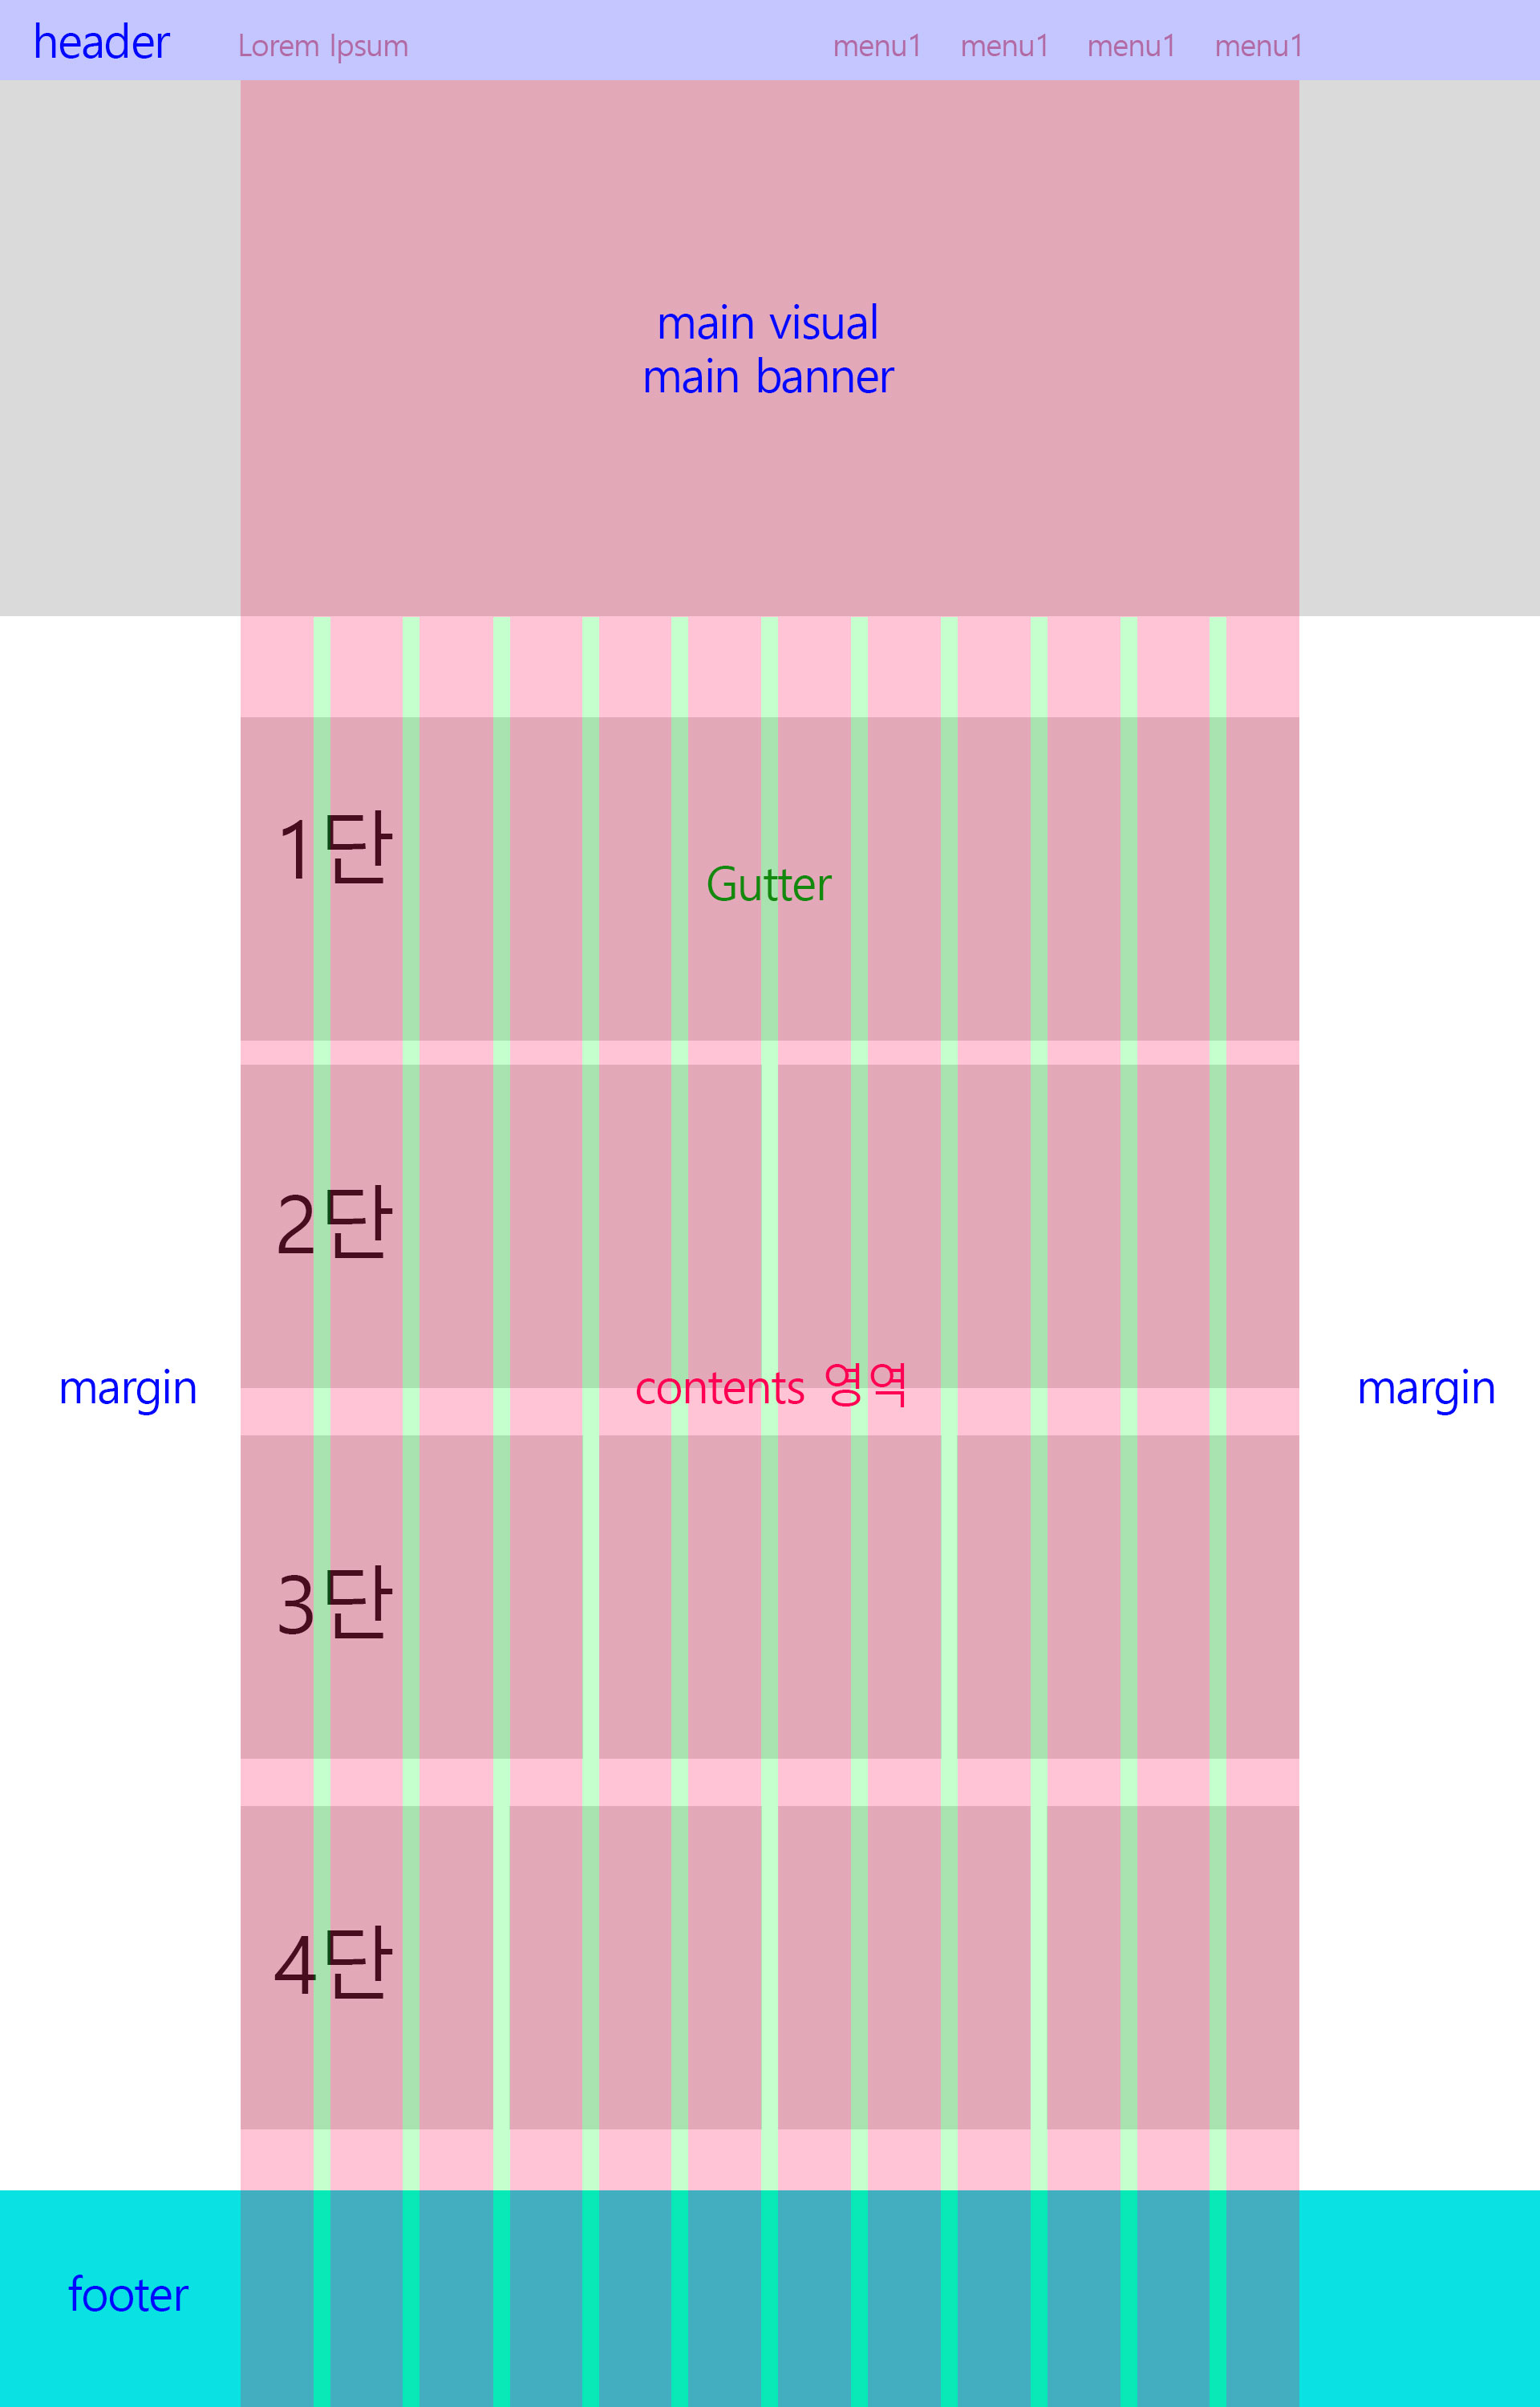 header Lorem Ipsum menu1 menu1 menu1 menu1
main visual
main banner
1단
Gutter
2단
margin contents 영역 margin
3단
4단
footer